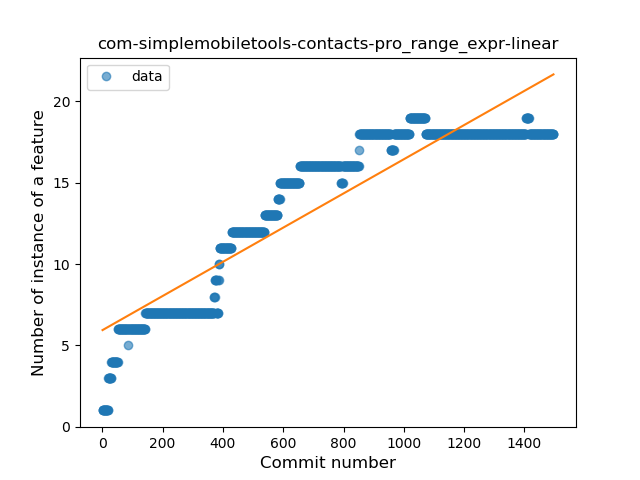 com-simplemobiletools-contacts-pro_range_expr-linear
data
Number of instance of a feature
20
15
10
5
0
0 200 400 600 800 1000 1200 1400
Commit number